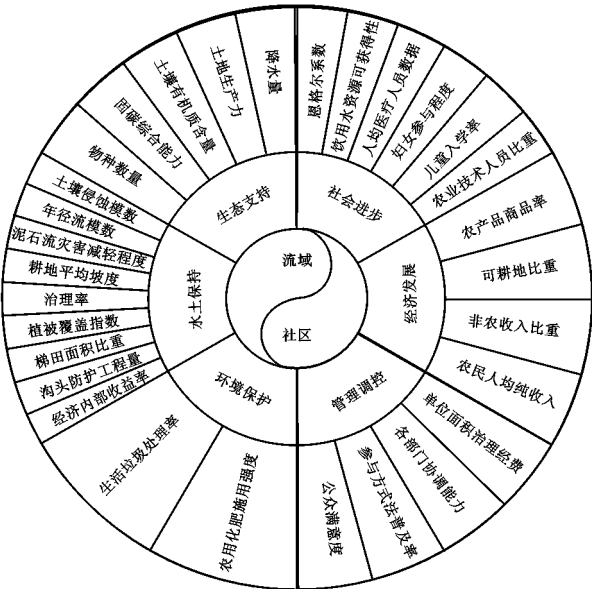 流域
社区
社会进步
经济发展
管理调控
环境保护
水土保持
生态支持
恩格尔系数
饮用水资源可获得性
人均医疗人员数据
妇女参与程度
儿童入学率
农业技术人员比重
农产品商品率
可耕地比重
非农收入比重
农民人均纯收入
单位面积治理经费
各部门协调能力
参与方式法普及率
公众满意度
农用化肥施用强度
生活垃圾处理率
经济内部收益率
沟头防护工程量
梯田面积比重
植被覆盖指数
治理率
耕地平均坡度
泥石流灾害减轻程度
年径流模数
土壤侵蚀模数
物种数量
固碳综合能力
土壤有机质含量
土地生产力
降水量